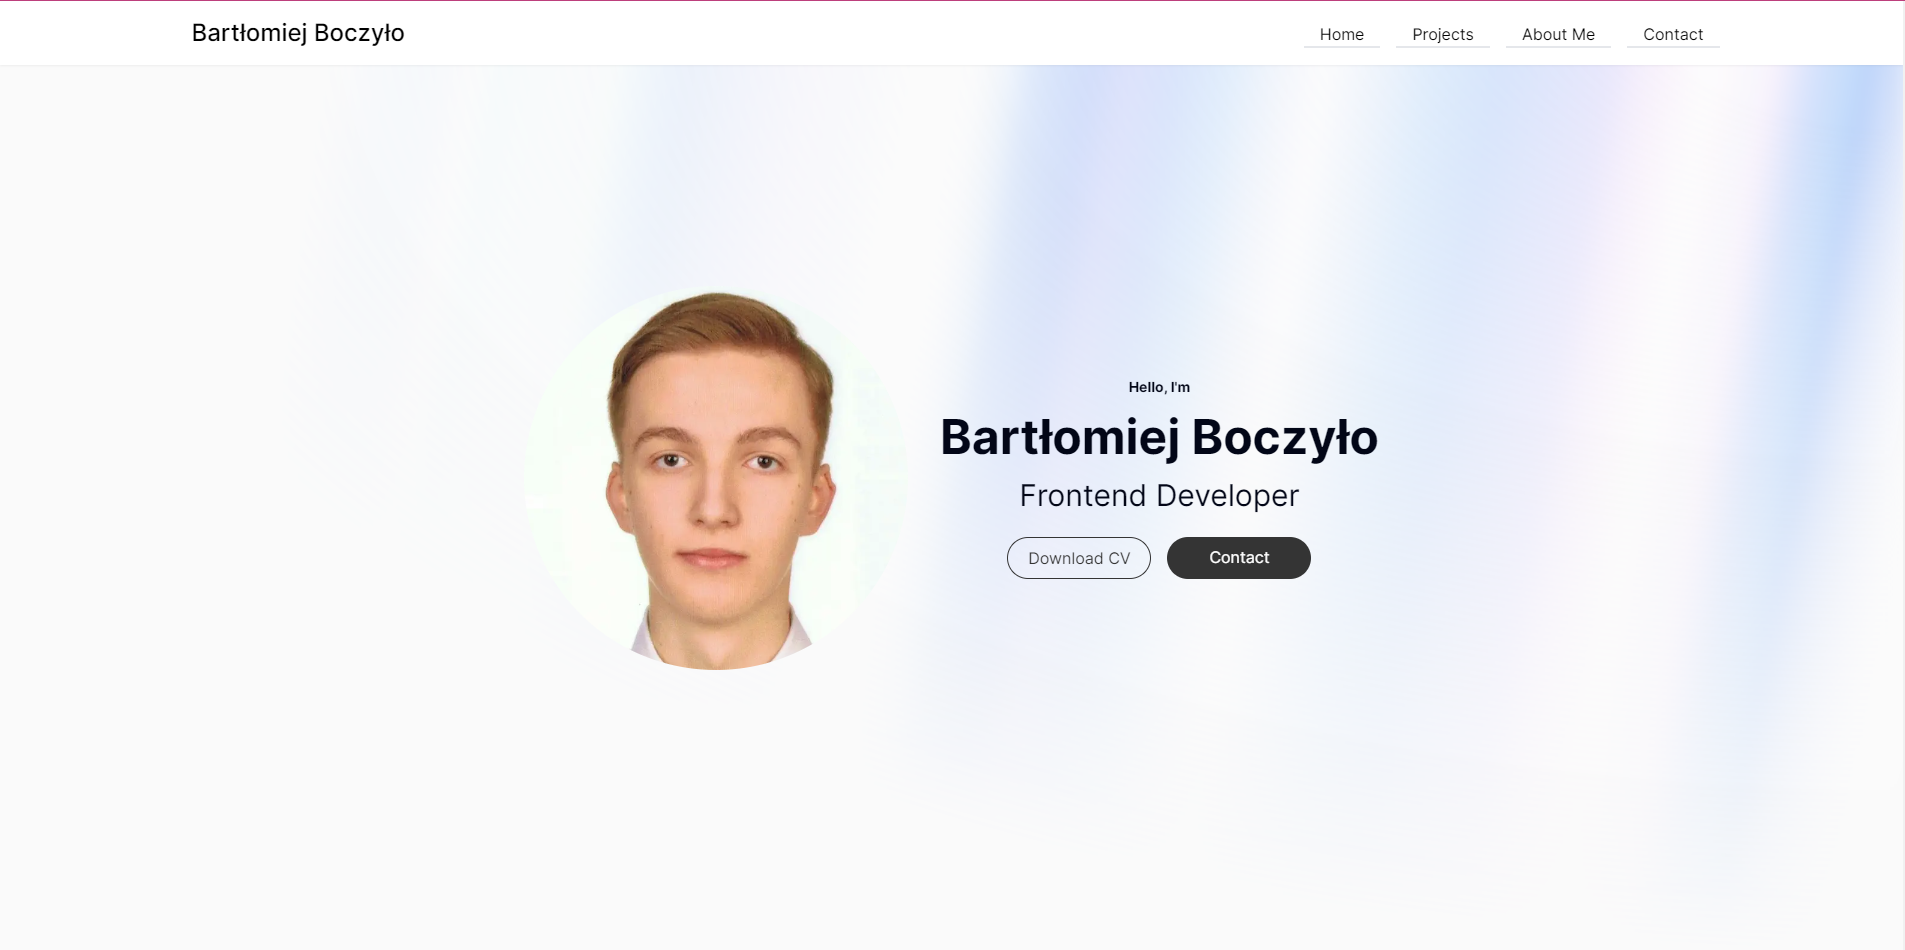 Bartłomiej Boczyło
Home Projects About Me Contact
Hello, I'm
Bartłomiej Boczyło
Frontend Developer
Download CV Contact